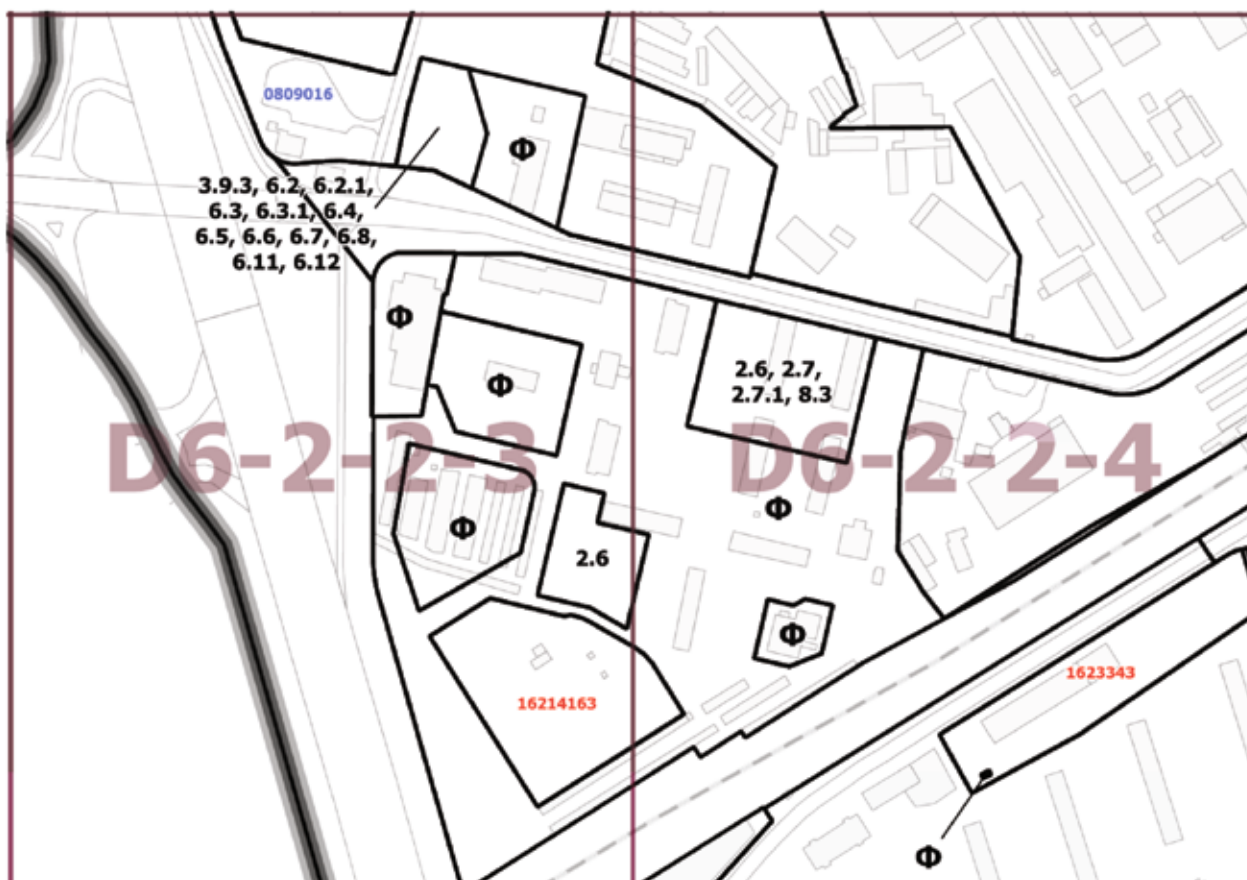 0809016
Ф
3.9.3, 6.2, 6.2.1,
6.3, 6.3.1, 6.4,
6.5, 6.6, 6.7, 6.8,
6.11, 6.12
Ф
Ф
2.6, 2.7,
2.7.1, 8.3
D6-2-2-3
D6-2-2-4
Ф
Ф
2.6
Ф
1623343
16214163
Ф